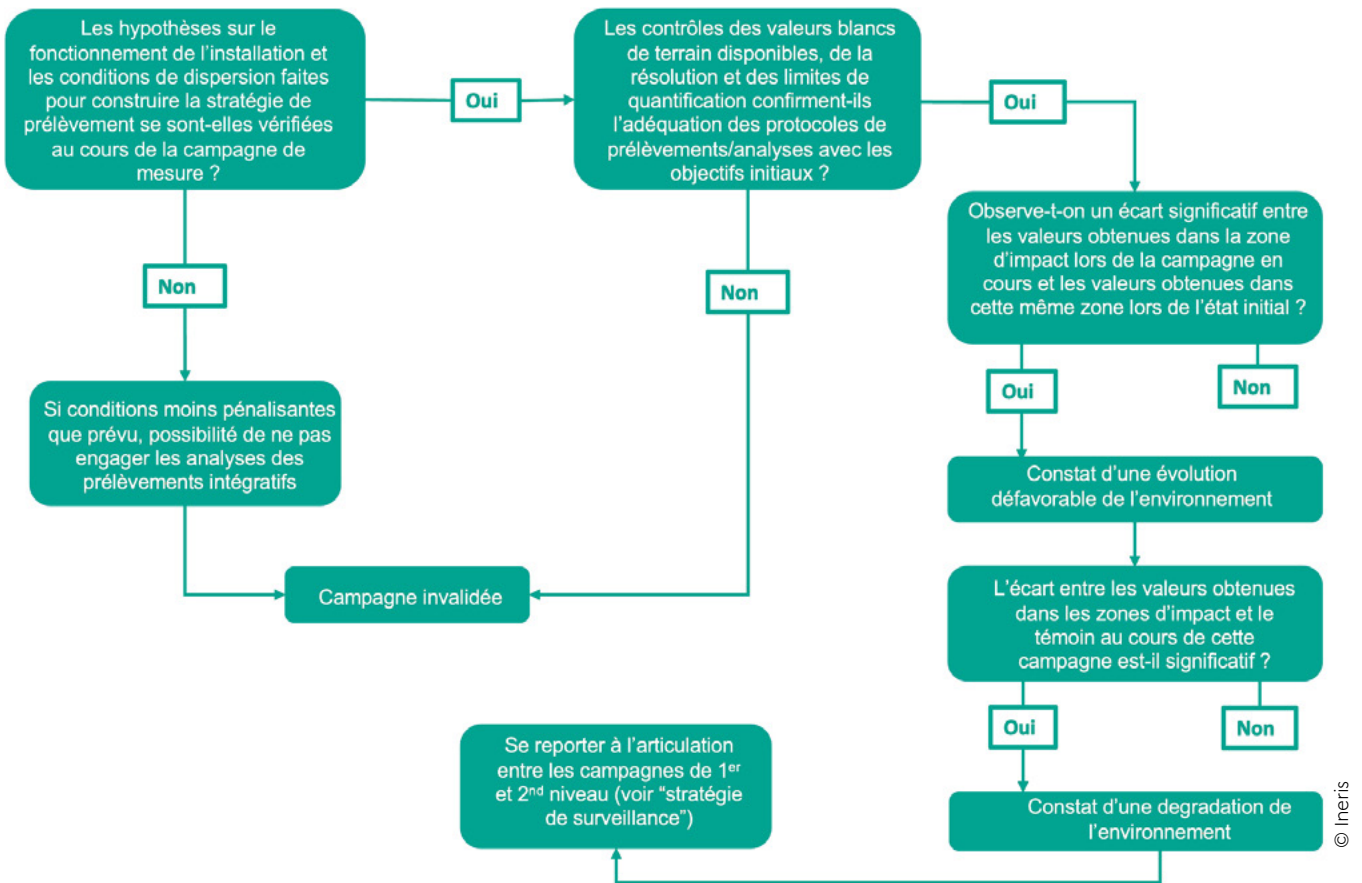 Les hypothèses sur le
fonctionnement de l'installation et
les conditions de dispersion faites
pour construire la stratégie de
prélèvement se sont-elles vérifiées
au cours de la campagne de
mesure ?
Oui
Les contrôles des valeurs blancs
de terrain disponibles, de la
résolution et des limites de
quantification confirment-ils
l'adéquation des protocoles de
prélèvements/analyses avec les
objectifs initiaux ?
Oui
Non
Non
Observe-t-on un écart significatif entre
les valeurs obtenues dans la zone
d'impact lors de la campagne en
cours et les valeurs obtenues dans
cette même zone lors de l'état initial ?
Oui
Non
Si conditions moins pénalisantes
que prévu, possibilité de ne pas
engager les analyses des
prélèvements intégratifs
Campagne invalidée
Constat d'une évolution
défavorable de l'environnement
L'écart entre les valeurs obtenues
dans les zones d'impact et le
témoin au cours de cette
campagne est-il significatif ?
Oui
Non
Constat d'une degradation de
l'environnement
Se reporter à l'articulation
entre les campagnes de 1er
et 2nd niveau (voir “stratégie
de surveillance”)
© Ineris